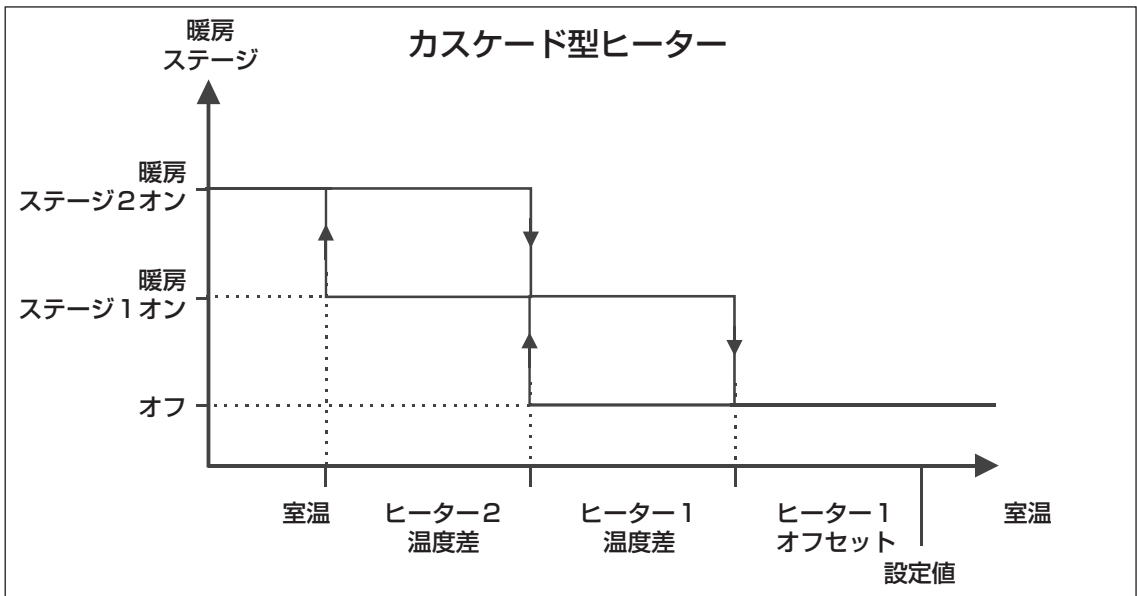 暖房
ステージ
カスケード型ヒーター
暖房
ステージ2オン
暖房
ステージ1オン
オフ
室温
ヒーター2
温度差
ヒーター1
温度差
ヒーター1
オフセット
設定値
室温